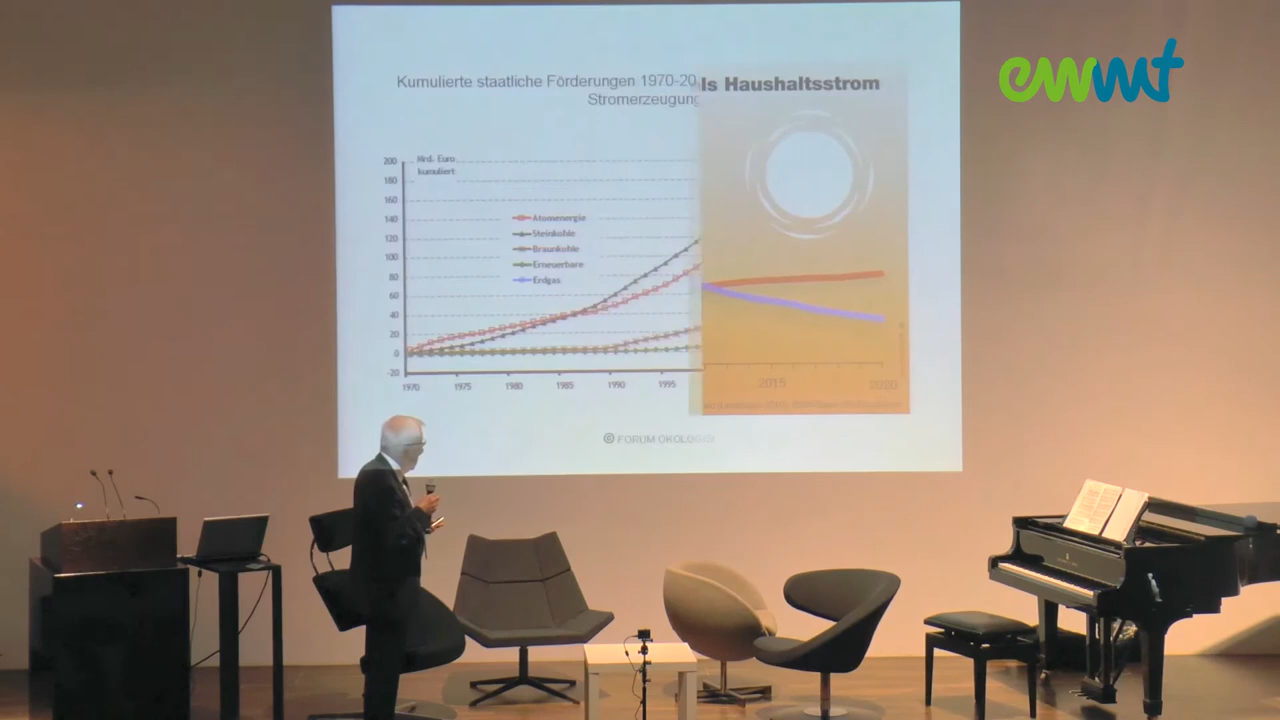 Kumulierte staatliche Förderungen 1970-20
Stromerzeugung
ls Haushaltsstrom
ewmt
Mrd. Euro
kumuliert
200
180
160
140
120
100
80
60
40
20
0
-20
Atomenergie
Steinkohle
Braunkohle
Erneuerbare
Erdgas
1970 1975 1980 1985 1990 1995
2015 2020
© FORUM ÖKOLOGI